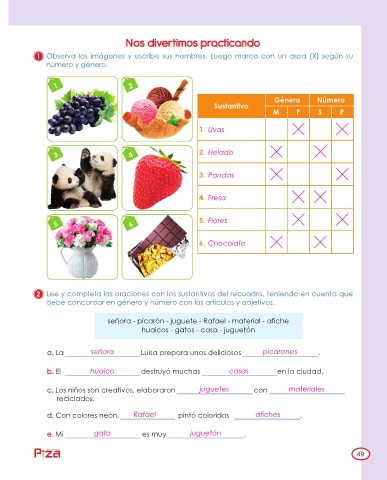 Nos divertimos practicando
1 Observa las imágenes y escribe sus nombres. Luego marca con un aspa (X) según su
número y género.
1 2
3 4
5 6
Sustantivo Género Número
M F S P
1. Uvas X X
2. Helado X X
3. Pandas X X
4. Fresa X X
5. Flores X X
6. Chocolate X X
2 Lee y completa las oraciones con los sustantivos del recuadro, teniendo en cuenta que
debe concordar en género y número con los artículos y adjetivos.
señora - picarón - juguete - Rafael - material - afiche
huaicos - gatos - casa - juguetón
a. La señora Luisa prepara unos deliciosos picarones.
b. El huaico destruyó muchas casas en la ciudad.
c. Los niños son creativos, elaboraron juguetes con materiales
reciclados.
d. Con colores neón, Rafael pintó coloridos afiches.
e. Mi gato es muy juguetón.
Piza 49